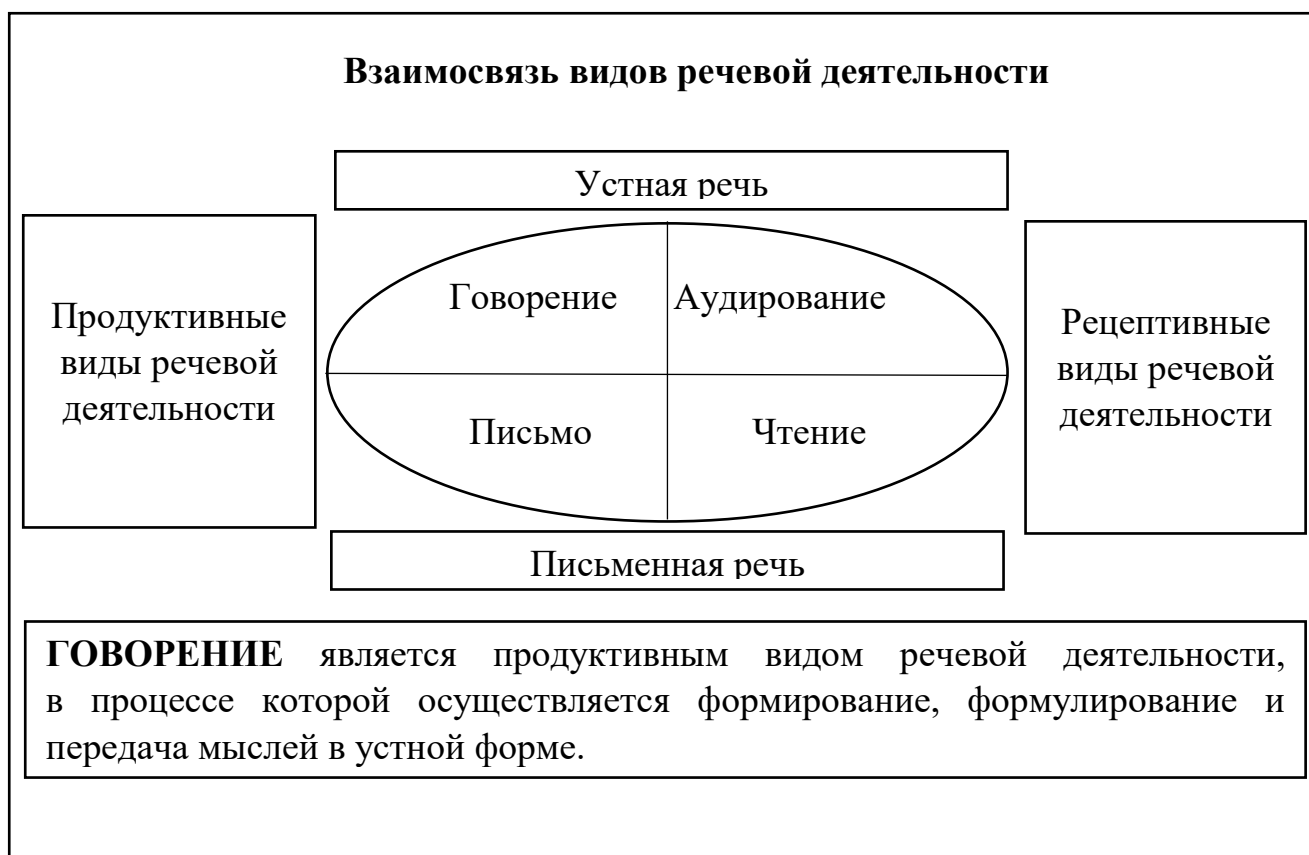 Взаимосвязь видов речевой деятельности
Устная речь
Продуктивные
виды речевой
деятельности
Говорение
Аудирование
Письмо
Чтение
Рецептивные
виды речевой
деятельности
Письменная речь
ГОВОРЕНИЕ является продуктивным видом речевой деятельности,
в процессе которой осуществляется формирование, формулирование и
передача мыслей в устной форме.